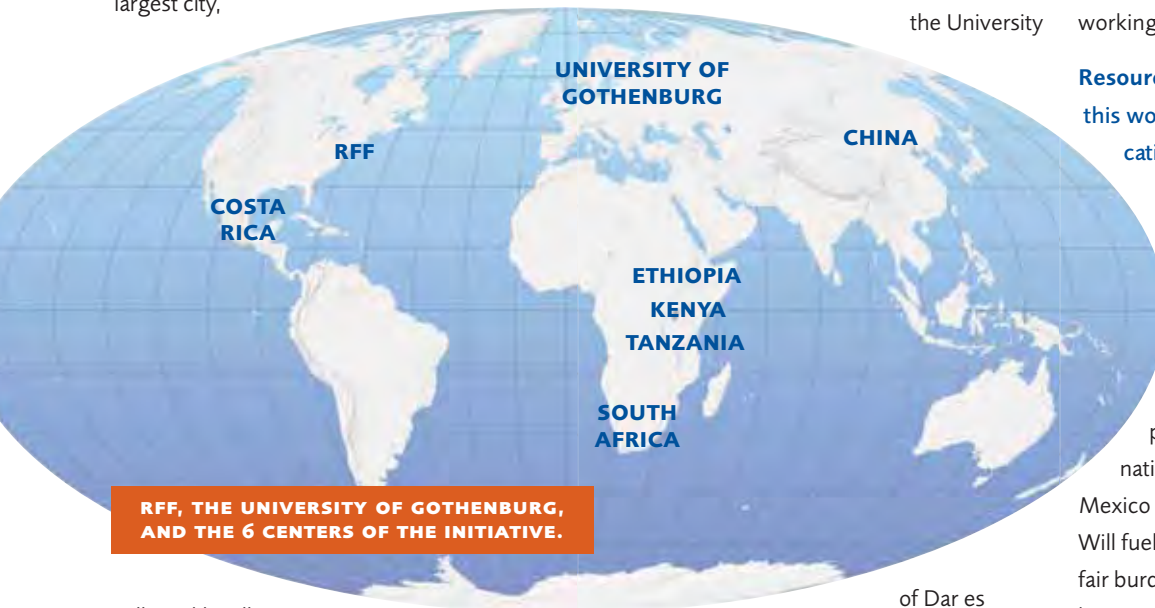 largest city,
the University
working
Resour
this wo
cati
UNIVERSITY OF
GOTHENBURG
CHINA
RFF
COSTA
RICA
ETHIOPIA
KENYA
TANZANIA
SOUTH
AFRICA
RFF, THE UNIVERSITY OF GOTHENBURG,
AND THE 6 CENTERS OF THE INITIATIVE.
nati
Mexico
Will fuel
fair burd
of Dar es